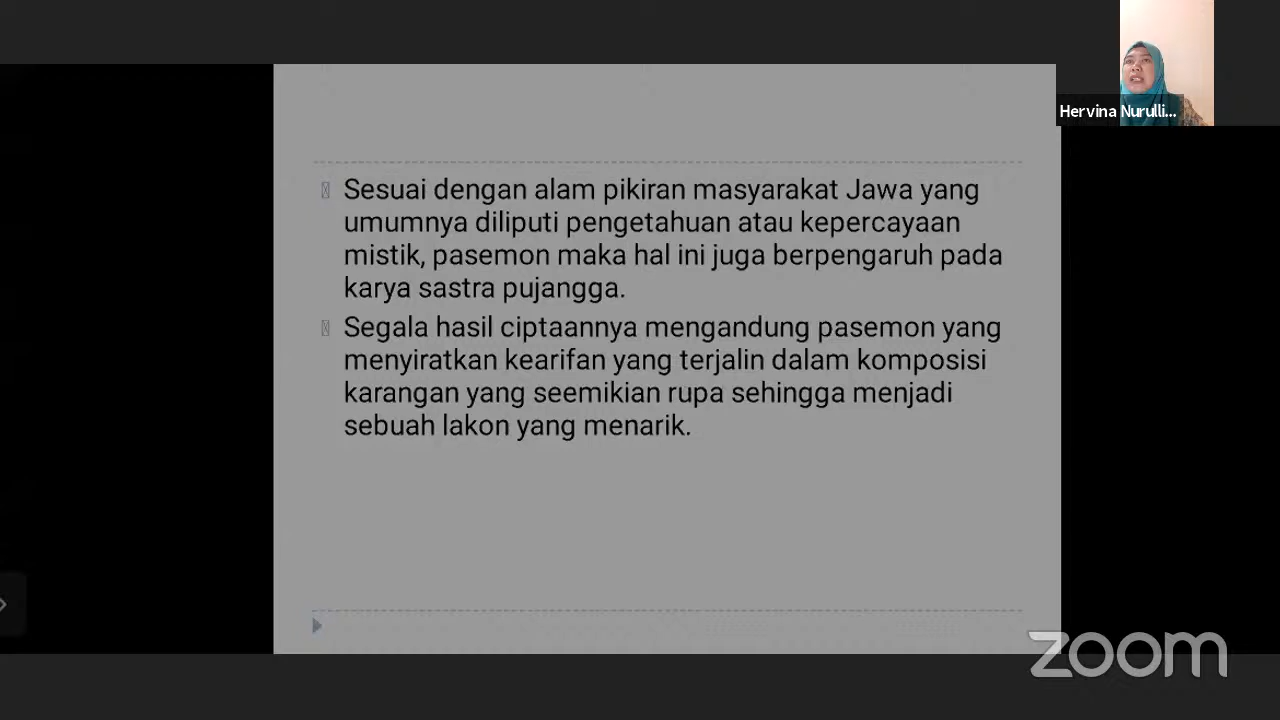 Hervina Nurulli...
Sesuai dengan alam pikiran masyarakat Jawa yang
umumnya diliputi pengetahuan atau kepercayaan
mistik, pasemon maka hal ini juga berpengaruh pada
karya sastra pujangga.
Segala hasil ciptaannya mengandung pasemon yang
menyiratkan kearifan yang terjalin dalam komposisi
karangan yang seemikian rupa sehingga menjadi
sebuah lakon yang menarik.
zoom